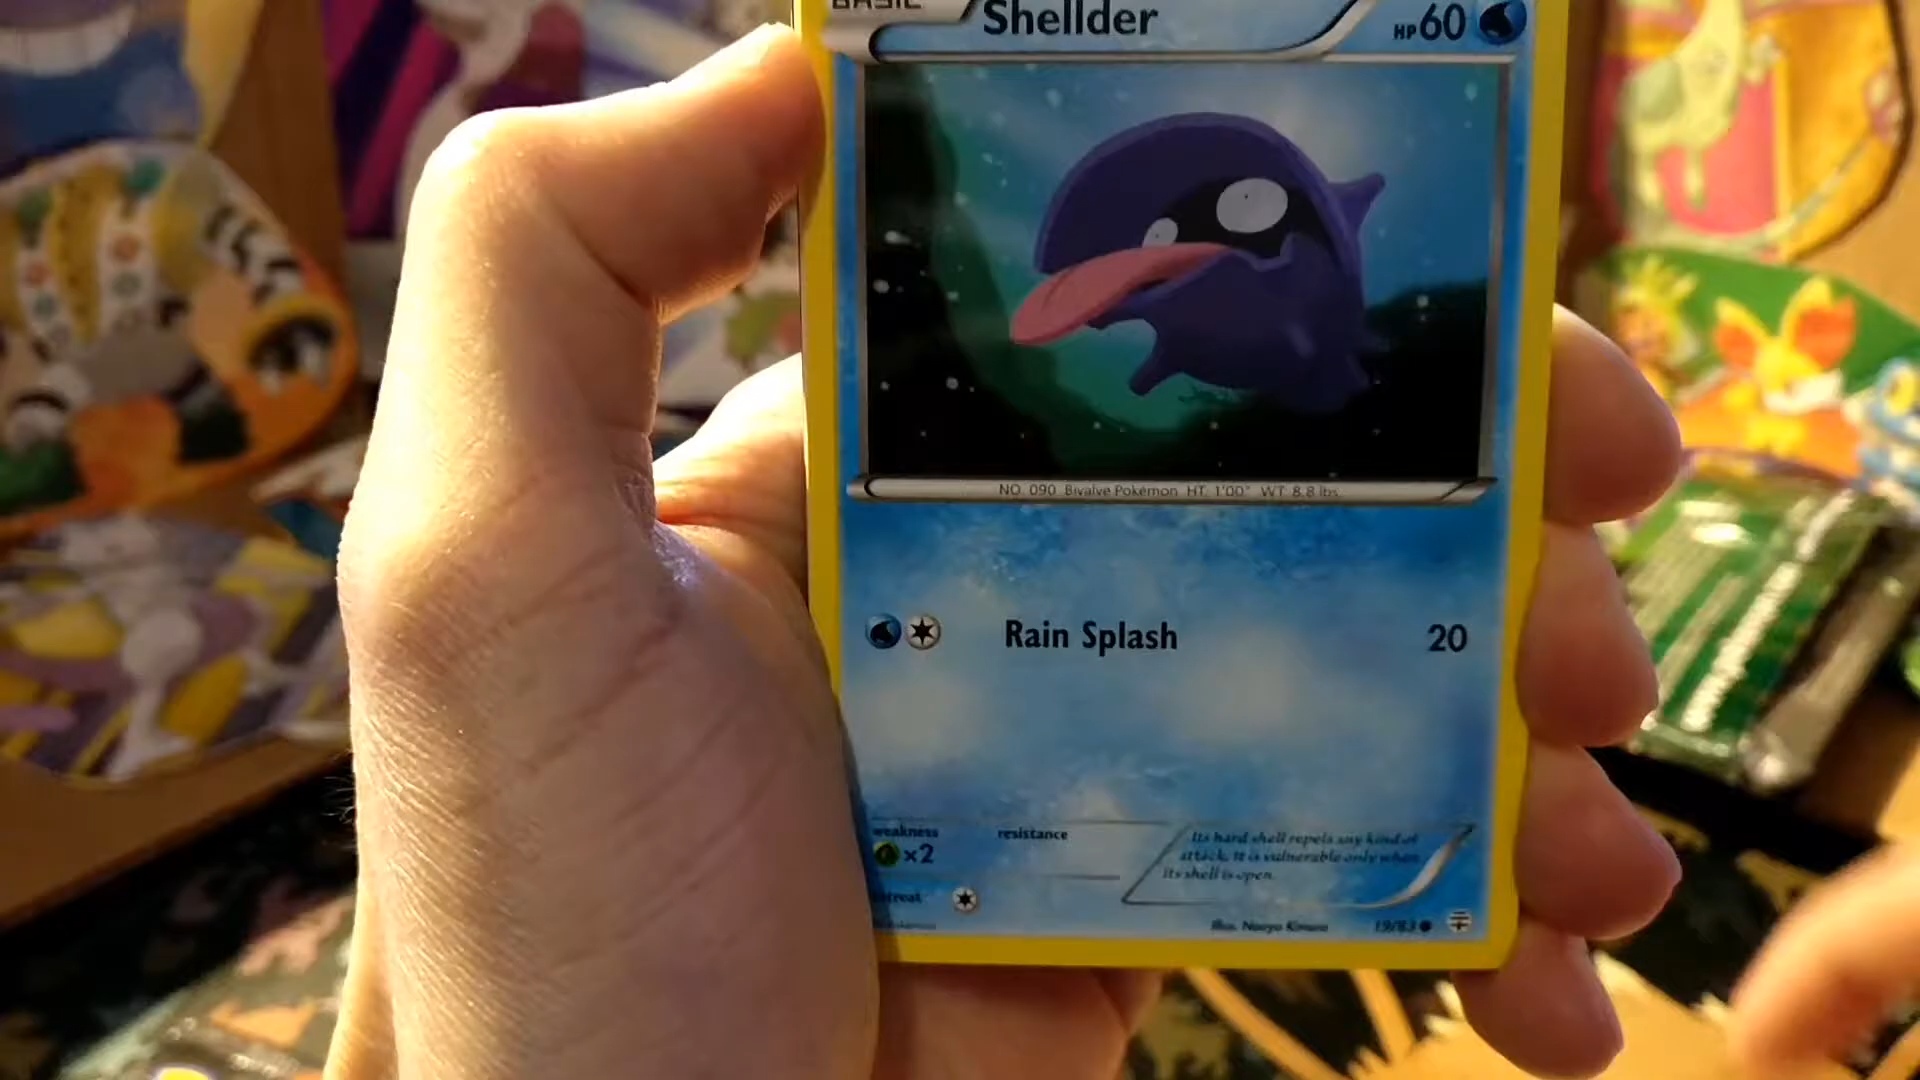 BASIC Shellder HP60
NO. 090 Bivalve Pokémon HT. 1'00" WT. 8.8 lbs.
Rain Splash 20
weakness resistance
×2
Its hard shell repels any kind of
attack. It is vulnerable only when
its shell is open.
Illus. Naoyo Kimura 19/83